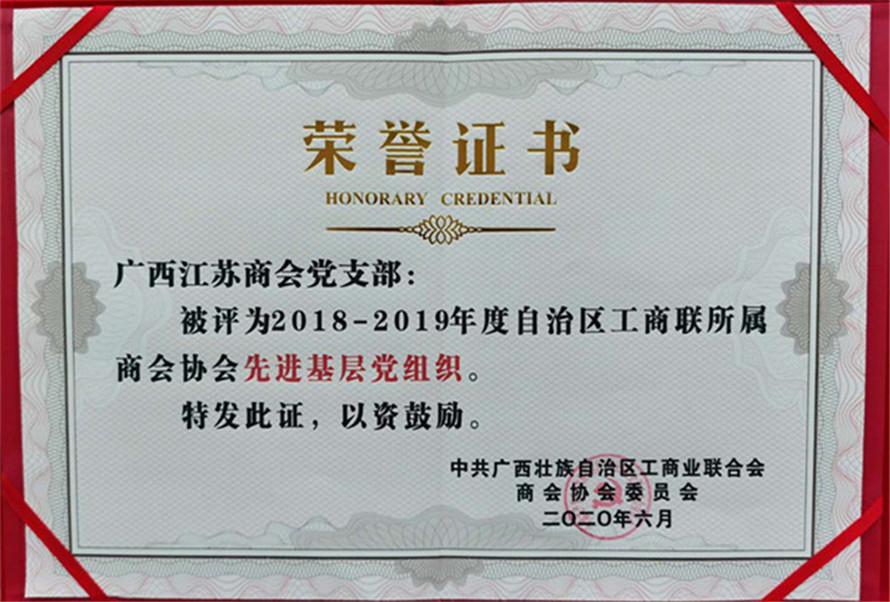 荣誉证书
HONORARY CREDENTIAL
广西江苏商会党支部：
被评为2018-2019年度自治区工商联所属
商会协会先进基层党组织。
特发此证，以资鼓励。
中共广西壮族自治区工商业联合会
商会协会委员会
二〇二〇年六月